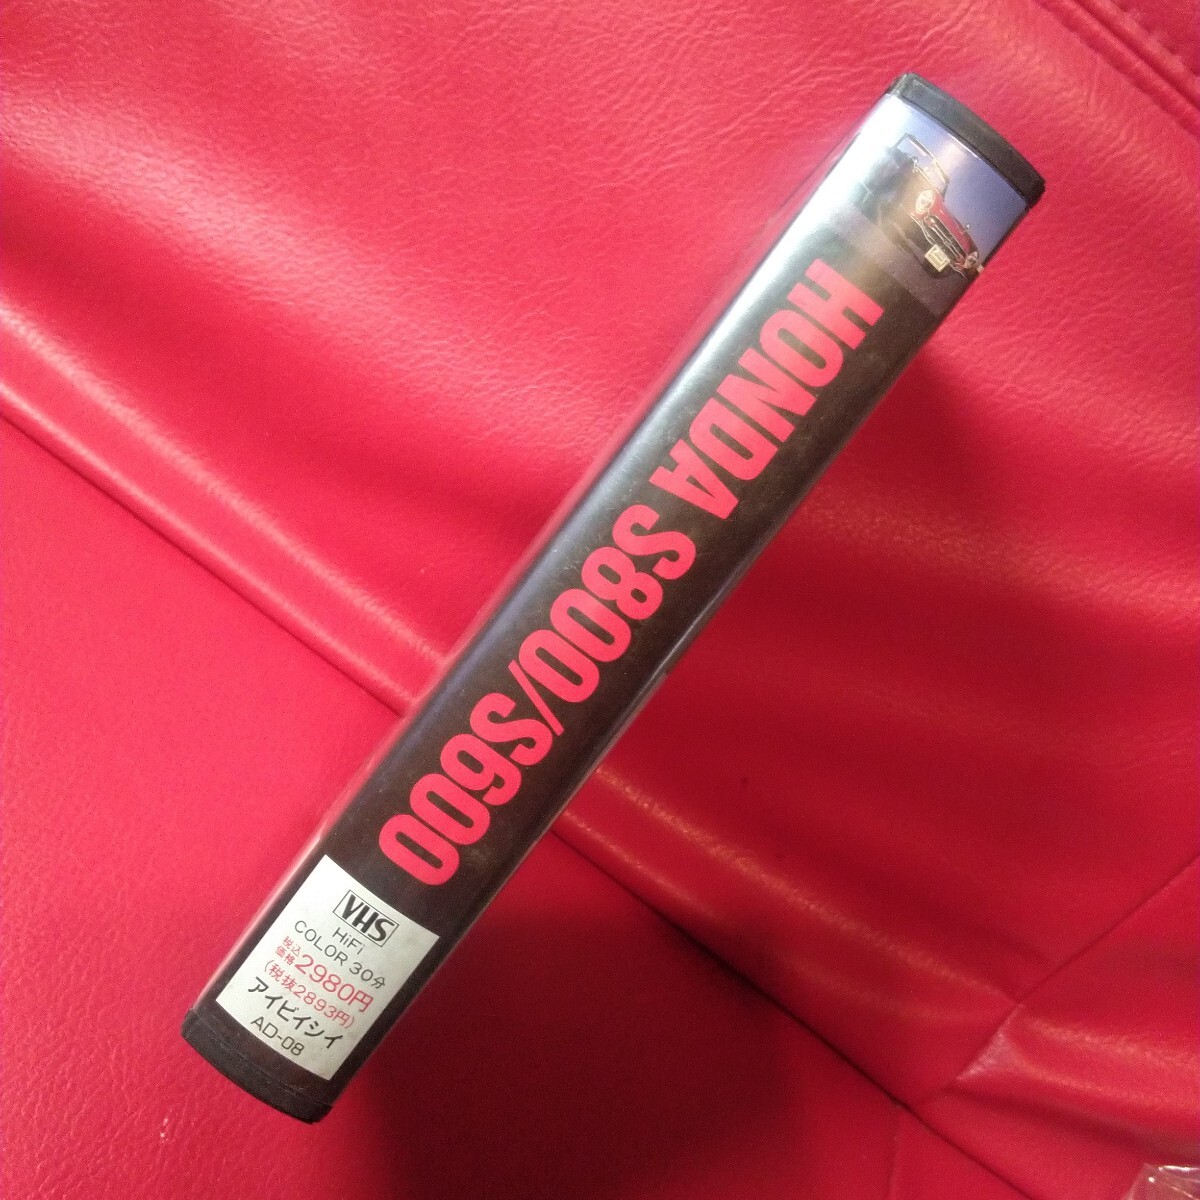 HONDA S800/S600
VHS
HiFi
COLOR 30分
税込
価格 2980円
(税抜2893円)
アイビイシイ
AD-08